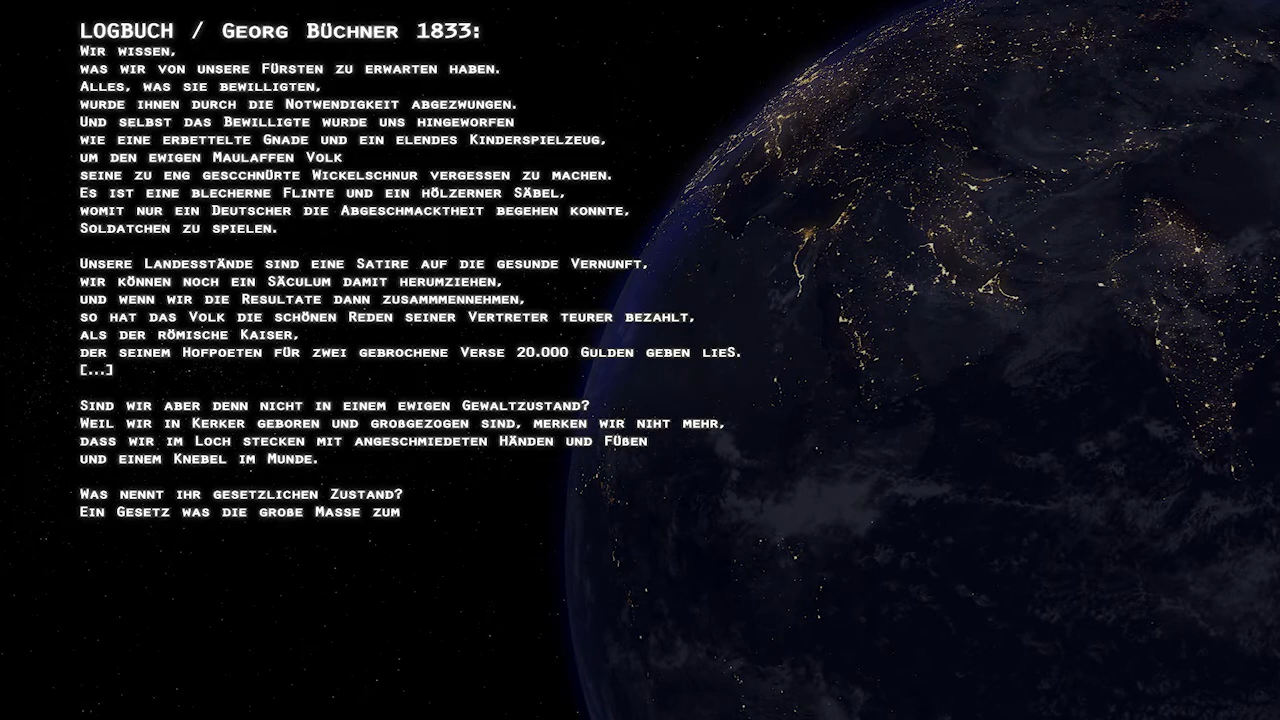 LOGBUCH / Georg Büchner 1833:
Wir wissen,
was wir von unsere Fürsten zu erwarten haben.
Alles, was sie bewilligten,
wurde ihnen durch die Notwendigkeit abgezwungen.
Und selbst das Bewilligte wurde uns hingeworfen
wie eine erbettelte Gnade und ein elendes Kinderspielzeug,
um den ewigen Maulaffen Volk
seine zu eng gescchnürte Wickelschnur vergessen zu machen.
Es ist eine blecherne Flinte und ein hölzerner Säbel,
womit nur ein Deutscher die Abgeschmacktheit begehen konnte,
Soldatchen zu spielen.
Unsere Landesstände sind eine Satire auf die gesunde Vernunft,
wir können noch ein Säculum damit herumziehen,
und wenn wir die Resultate dann zusammmennehmen,
so hat das Volk die schönen Reden seiner Vertreter teurer bezahlt,
als der römische Kaiser,
der seinem Hofpoeten für zwei gebrochene Verse 20.000 Gulden geben lieS.
[...]
Sind wir aber denn nicht in einem ewigen Gewaltzustand?
Weil wir in Kerker geboren und großgezogen sind, merken wir niht mehr,
dass wir im Loch stecken mit angeschmiedeten Händen und Füßen
und einem Knebel im Munde.
Was nennt ihr gesetzlichen Zustand?
Ein Gesetz was die große Masse zum